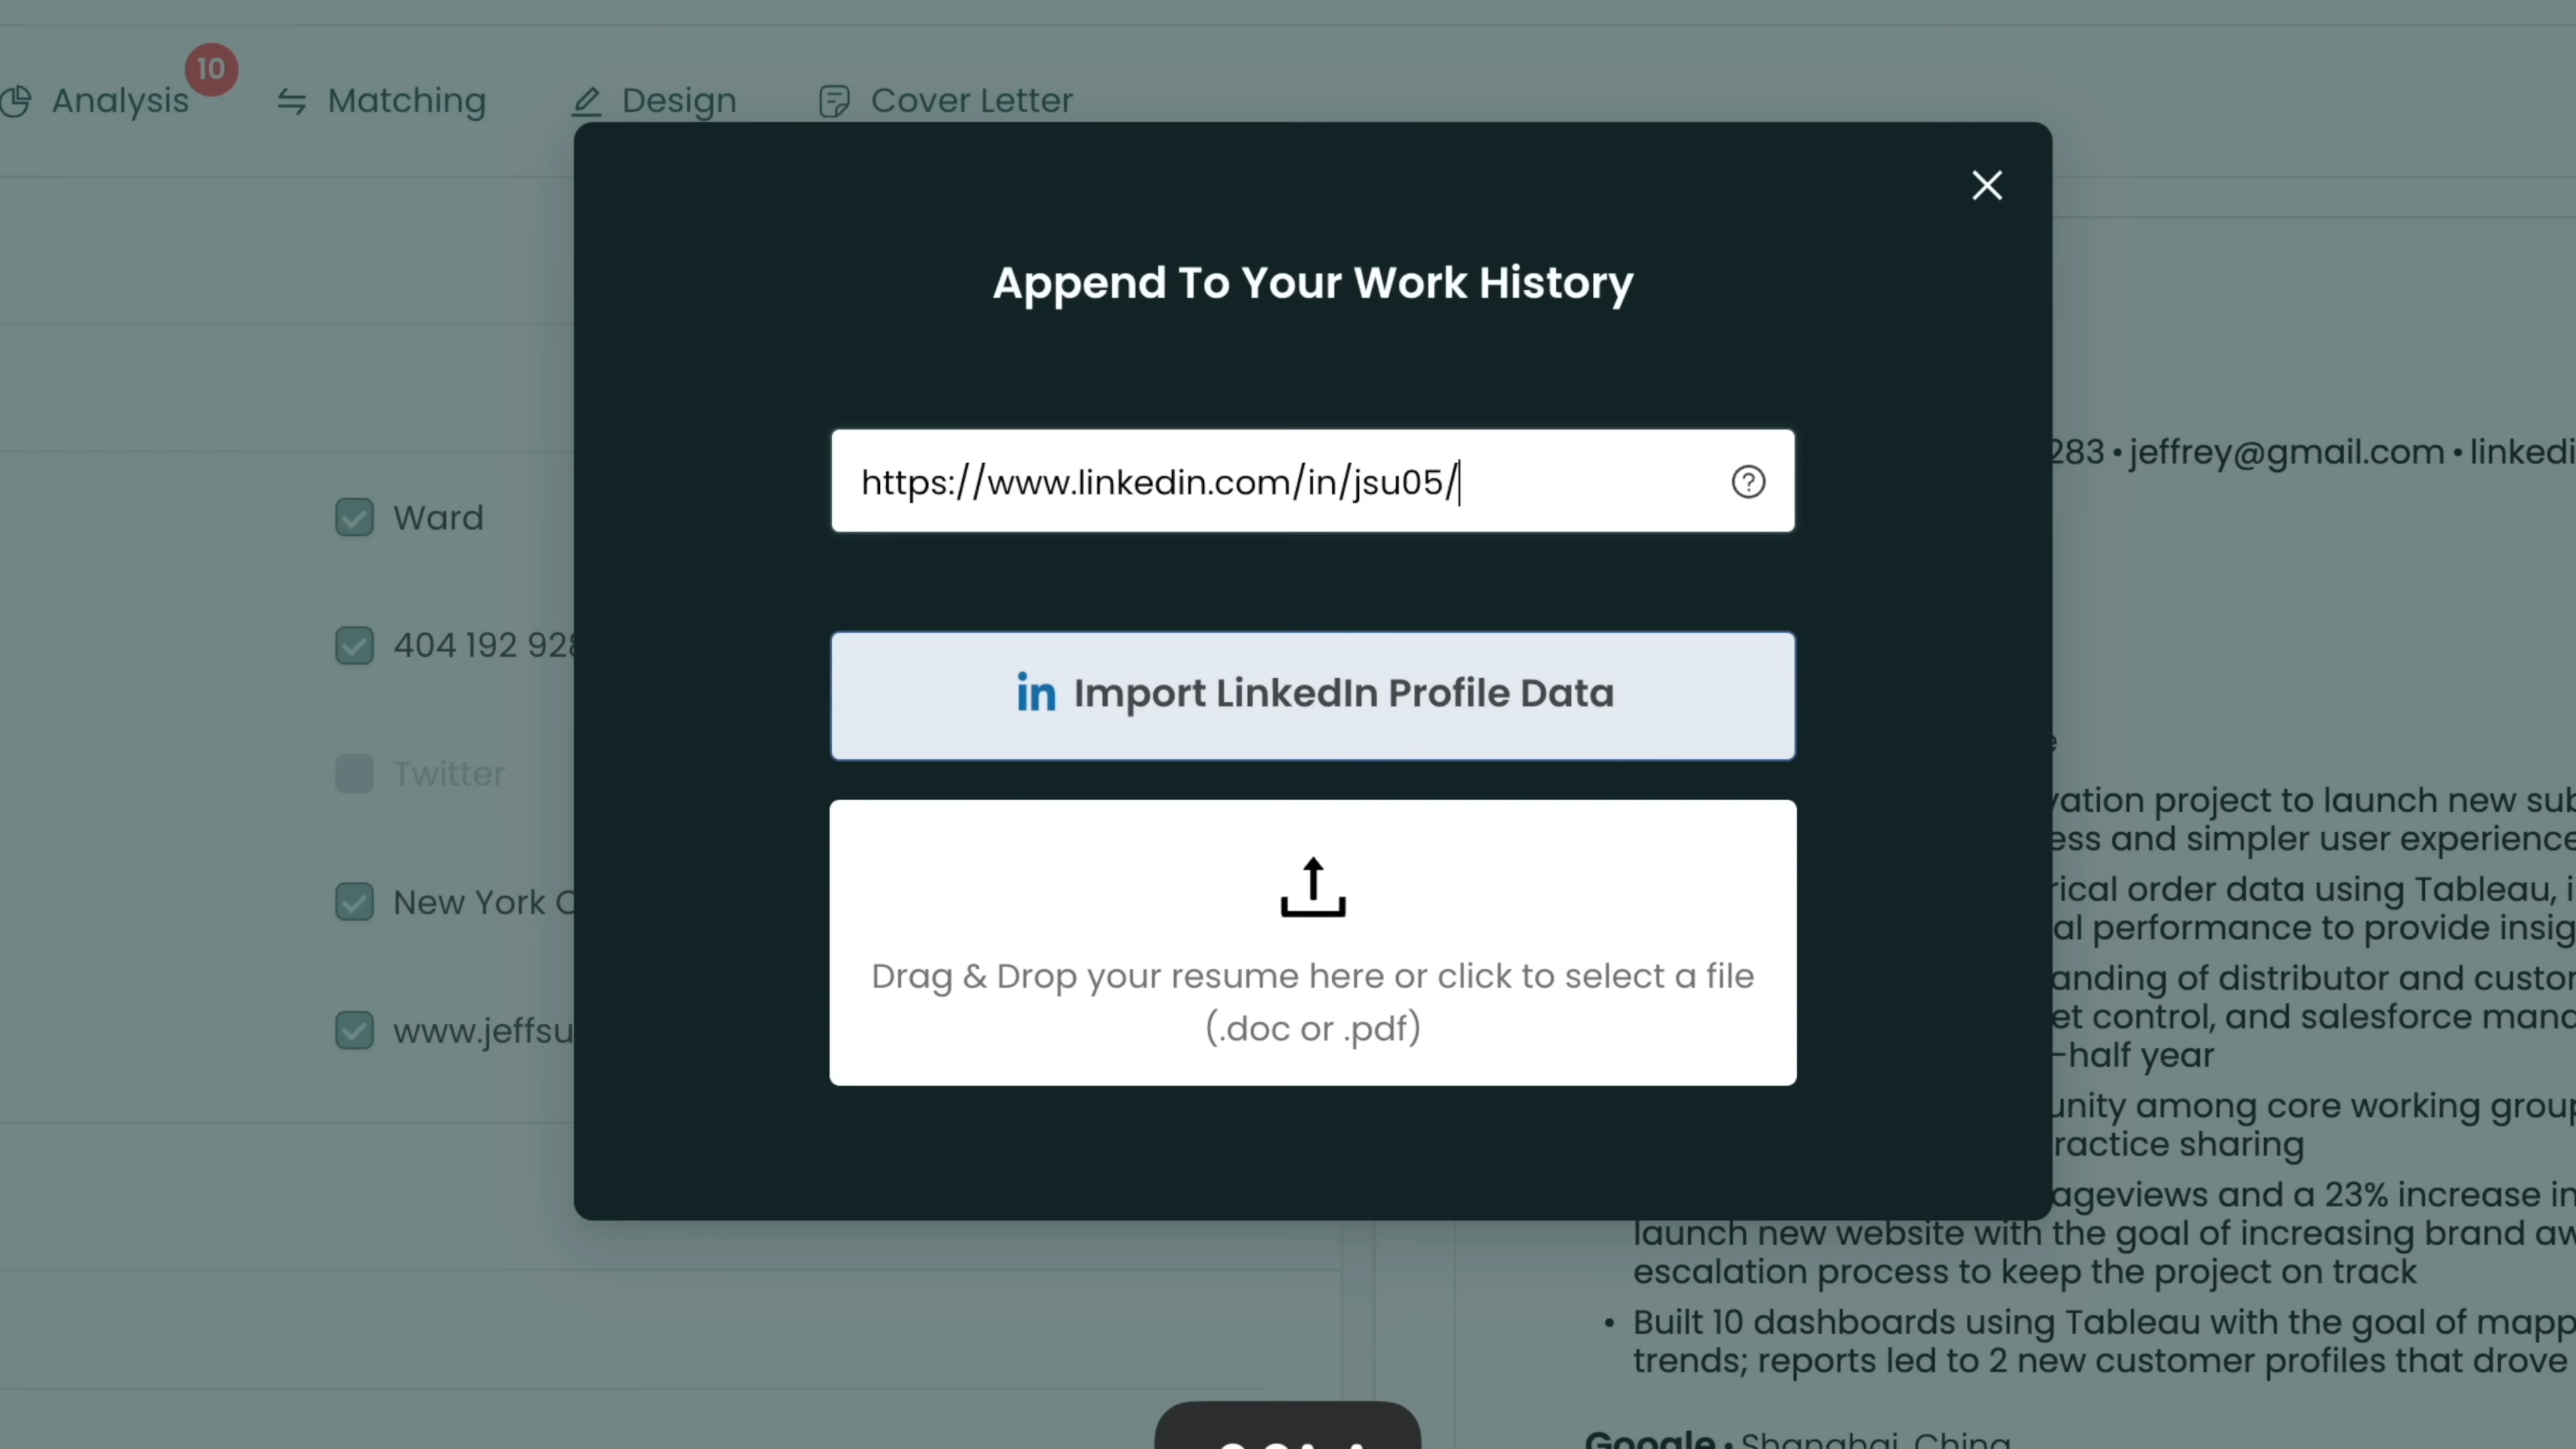 Analysis
10
Matching
Design
Cover Letter
Append To Your Work History
https://www.linkedin.com/in/jsu05/
?
in Import LinkedIn Profile Data
Drag & Drop your resume here or click to select a file
(.doc or .pdf)
Ward
404 192 928
Twitter
New York
www.jeffsu
283 • jeffrey@gmail.com • linkedi
vation project to launch new sub
ess and simpler user experience
rical order data using Tableau, i
al performance to provide insig
anding of distributor and custo
et control, and salesforce mana
-half year
unity among core working group
ractice sharing
ageviews and a 23% increase in
launch new website with the goal of increasing brand aw
escalation process to keep the project on track
• Built 10 dashboards using Tableau with the goal of mapp
trends; reports led to 2 new customer profiles that drove
Google • Shanghai, China